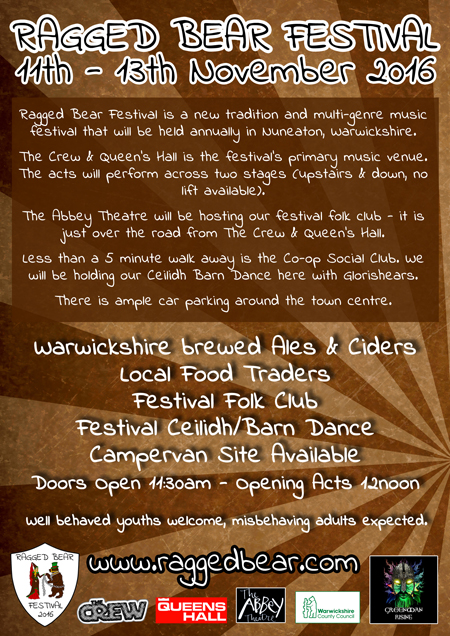 RAGGED BEAR FESTIVAL
11th - 13th November 2016
Ragged Bear Festival is a new tradition and multi-genre music
festival that will be held annually in Nuneaton, Warwickshire.
The Crew & Queen's Hall is the festival's primary music venue.
The acts will perform across two stages (upstairs & down, no
lift available).
The Abbey Theatre will be hosting our festival folk club - it is
just over the road from The Crew & Queen's Hall.
Less than a 5 minute walk away is the Co-op Social Club. We
will be holding our Ceilidh Barn Dance here with Glorishears.
There is ample car parking around the town centre.
Warwickshire brewed Ales & Ciders
Local Food Traders
Festival Folk Club
Festival Ceilidh/Barn Dance
Campervan Site Available
Doors Open 11:30am - Opening Acts 12noon
Well behaved youths welcome, misbehaving adults expected.
www.raggedbear.com
RAGGED BEAR
FESTIVAL
2016
THE CREW
QUEENS
HALL
The
ABBEY
Theatre
Warwickshire
County Council
RISING